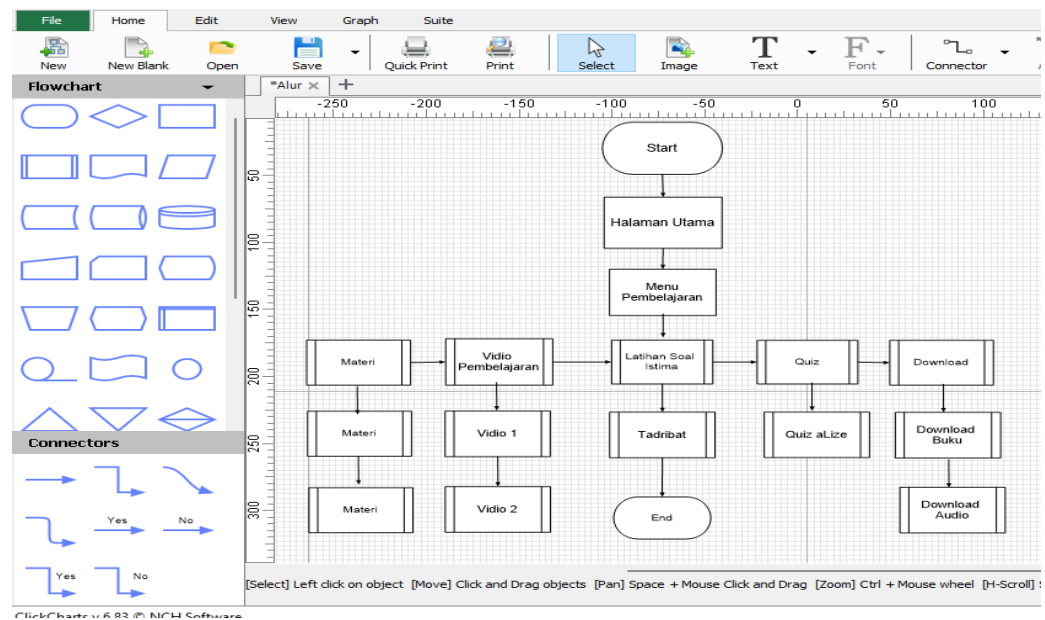 File Home Edit View Graph Suite
New New Blank Open Save Quick Print Print Select Image Text Font Connector
Flowchart
*Alur
-250 -200 -150 -100 -50 0 50 100
50
100
150
200
250
300
Start
Halaman Utama
Menu
Pembelajaran
Materi
Vidio
Pembelajaran
Latihan Soal
Istima
Quiz
Download
Materi
Vidio 1
Tadribat
Quiz aLize
Download
Buku
Materi
Vidio 2
End
Download
Audio
Connectors
Yes No
Yes No
[Select] Left click on object [Move] Click and Drag objects [Pan] Space + Mouse Click and Drag [Zoom] Ctrl + Mouse wheel [H-Scroll]
ClickCharts v 6.83 © NCH Software